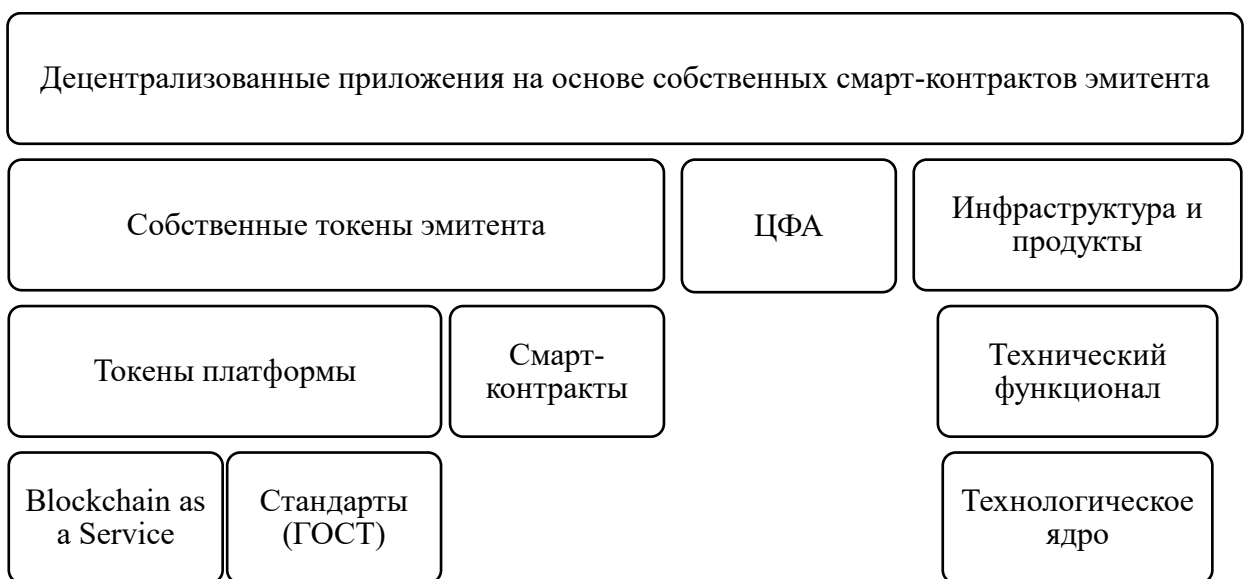 Децентрализованные приложения на основе собственных смарт-контрактов эмитента
Собственные токены эмитента
ЦФА
Инфраструктура и
продукты
Токены платформы
Смарт-
контракты
Технический
функционал
Blockchain as
a Service
Стандарты
(ГОСТ)
Технологическое
ядро